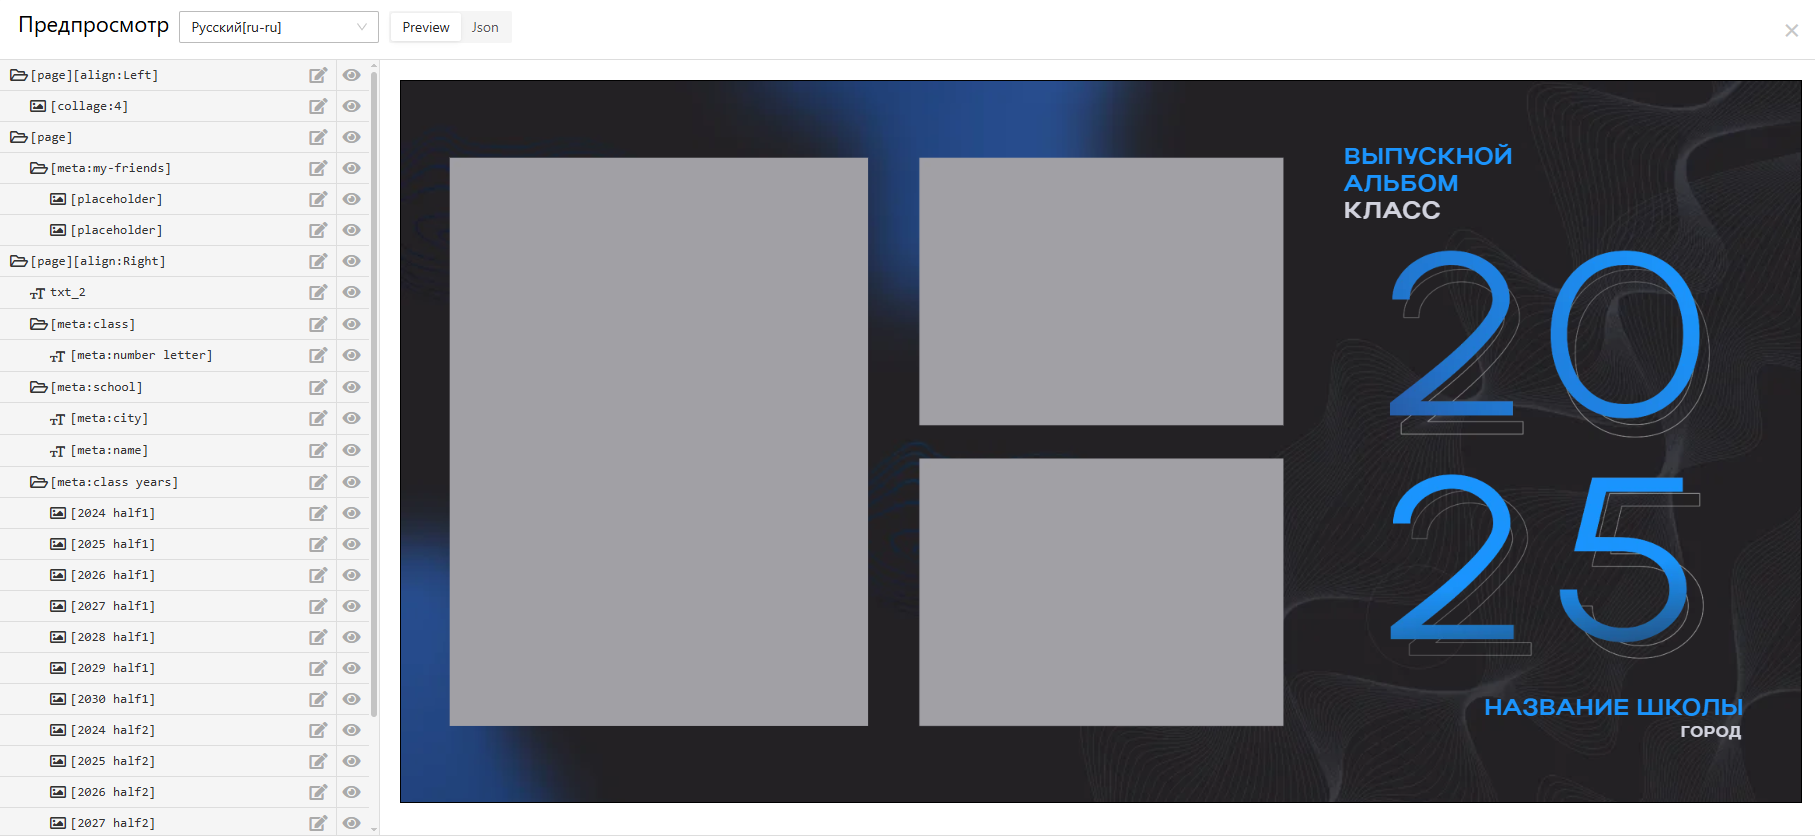 Предпросмотр
Русский[ru-ru]
Preview
Json
[page][align:Left]
[collage:4]
[page]
[meta:my-friends]
[placeholder]
[placeholder]
[page][align:Right]
txt_2
[meta:class]
[meta:number letter]
[meta:school]
[meta:city]
[meta:name]
[meta:class years]
[2024 half1]
[2025 half1]
[2026 half1]
[2027 half1]
[2028 half1]
[2029 half1]
[2030 half1]
[2024 half2]
[2025 half2]
[2026 half2]
[2027 half2]
ВЫПУСКНОЙ
АЛЬБОМ
КЛАСС
20
25
НАЗВАНИЕ ШКОЛЫ
ГОРОД